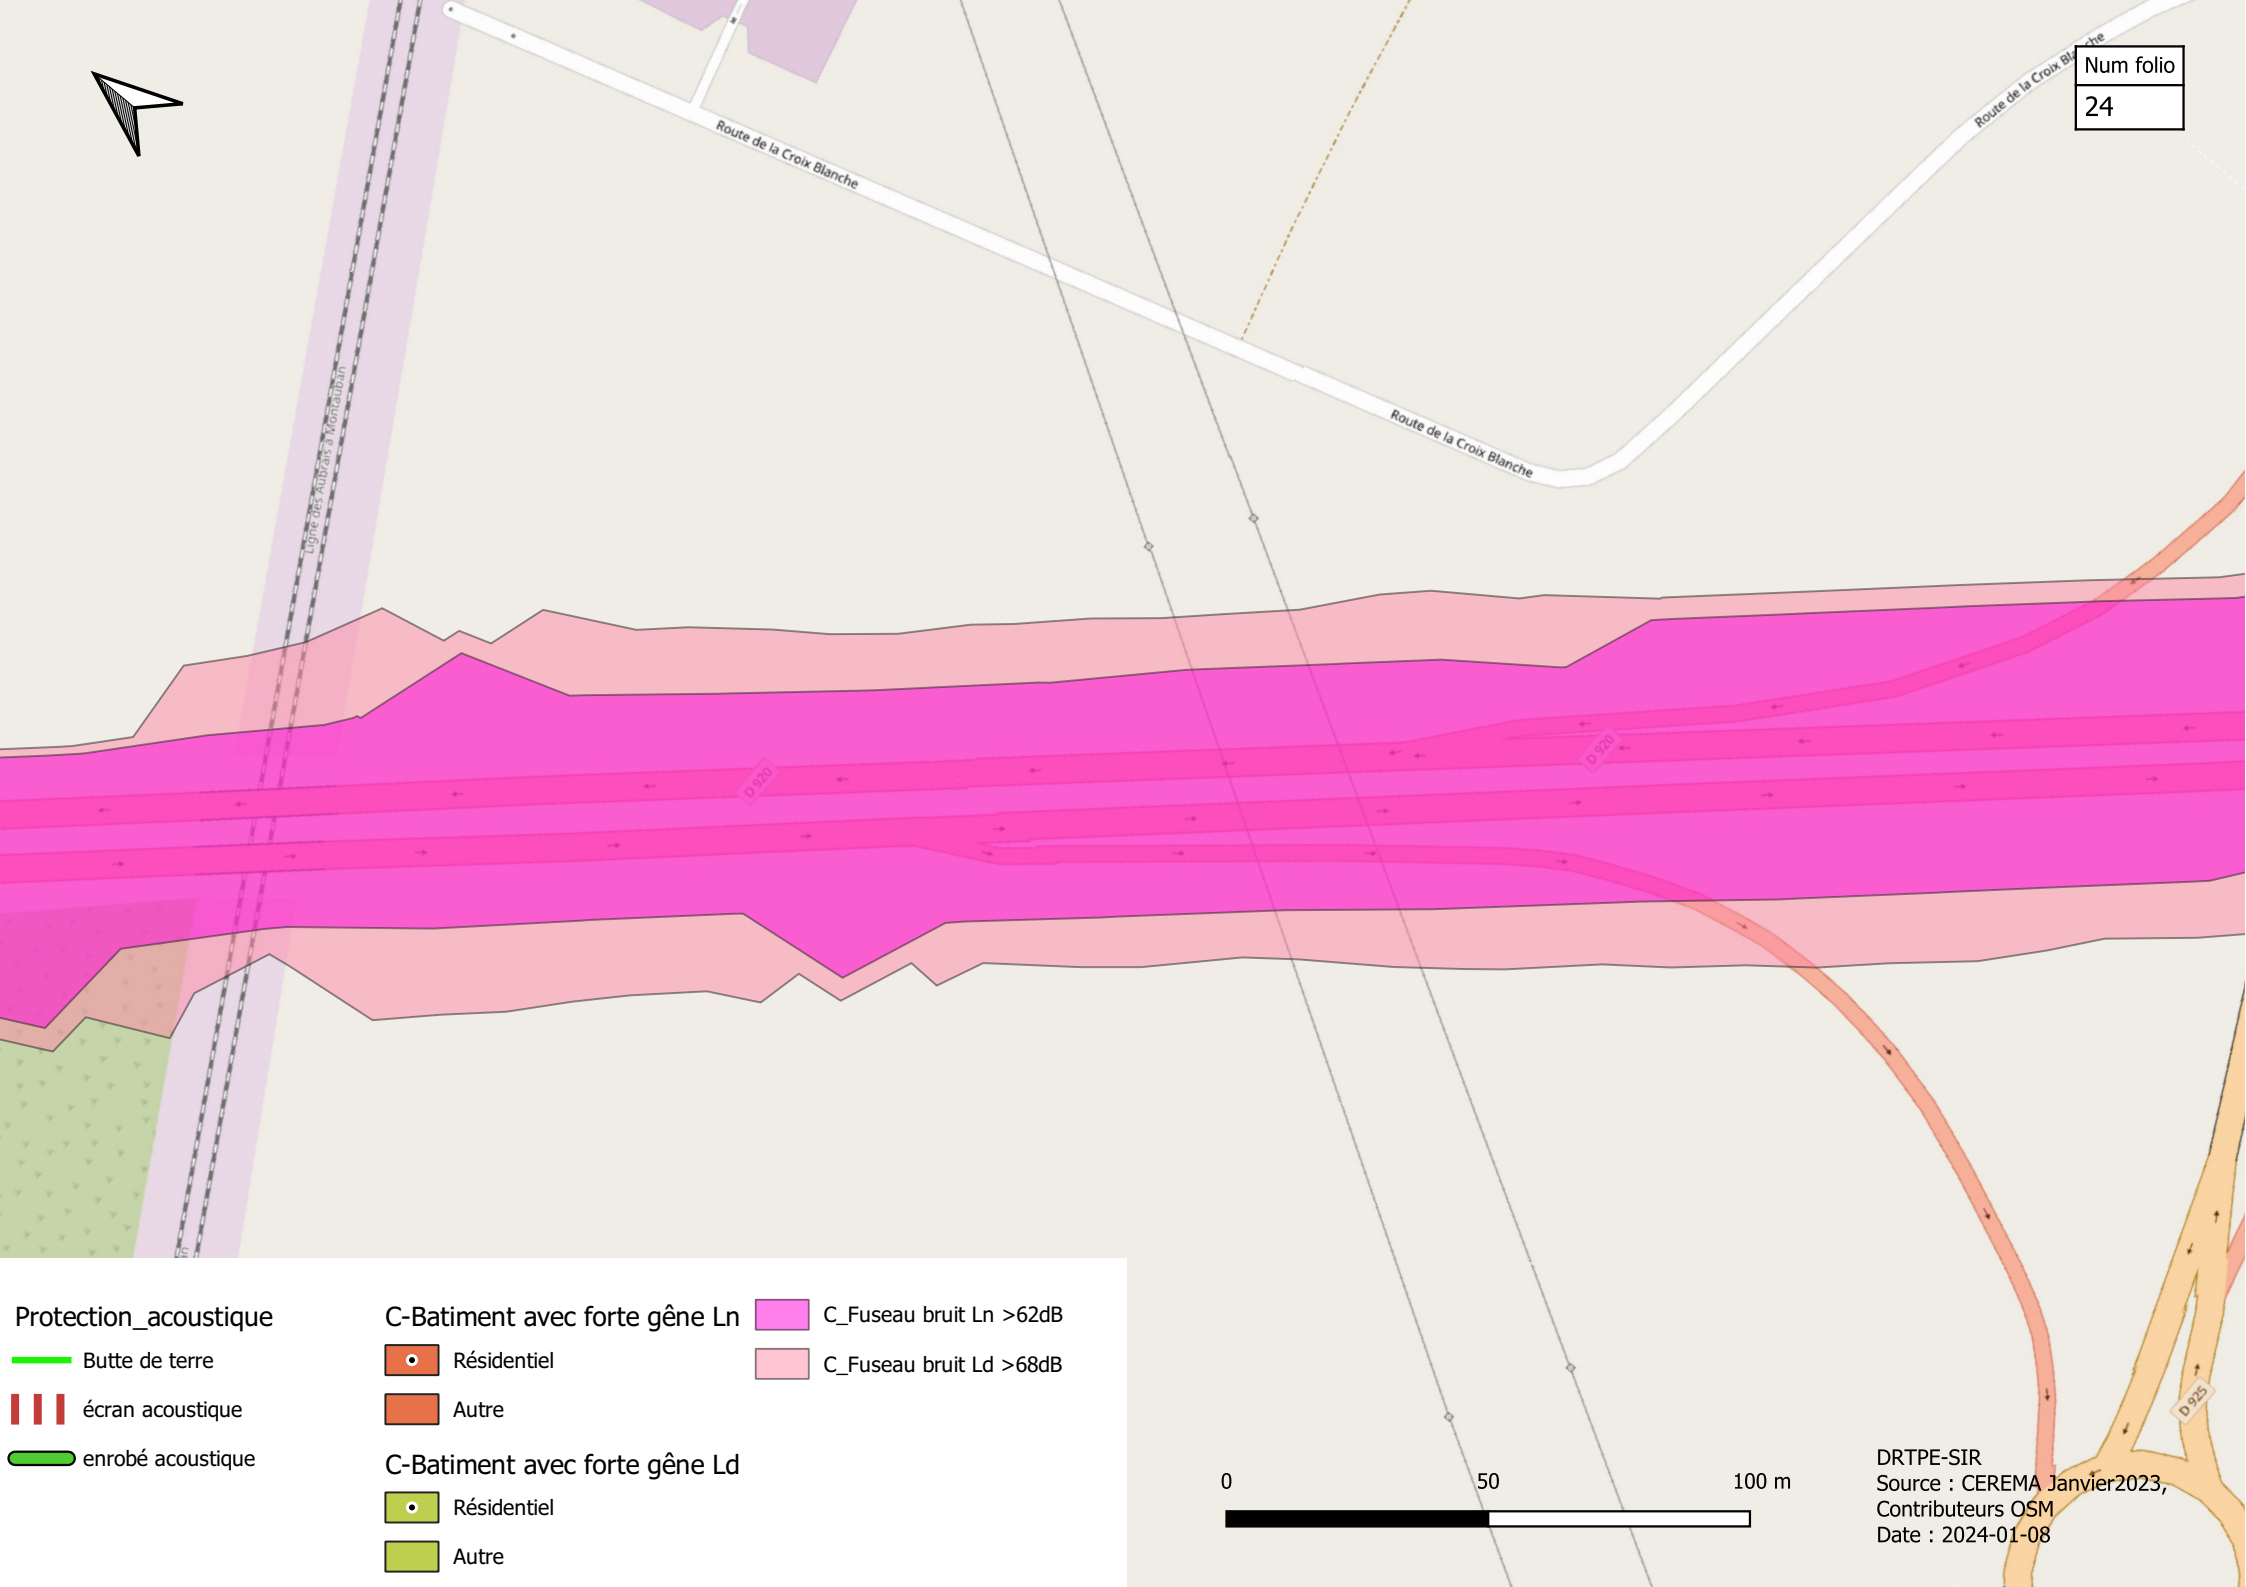 Route de la Croix Blanche
Num folio
24
Route de la Croix Blanche
Ligne des Aubrais à Montauban
Route de la Croix Blanche
D 920
D 920
Protection_acoustique
Butte de terre
écran acoustique
enrobé acoustique
C-Batiment avec forte gêne Ln
Résidentiel
Autre
C-Batiment avec forte gêne Ld
Résidentiel
Autre
C_Fuseau bruit Ln >62dB
C_Fuseau bruit Ld >68dB
0 50 100 m
D 925
DRTPE-SIR
Source : CEREMA Janvier2023,
Contributeurs OSM
Date : 2024-01-08